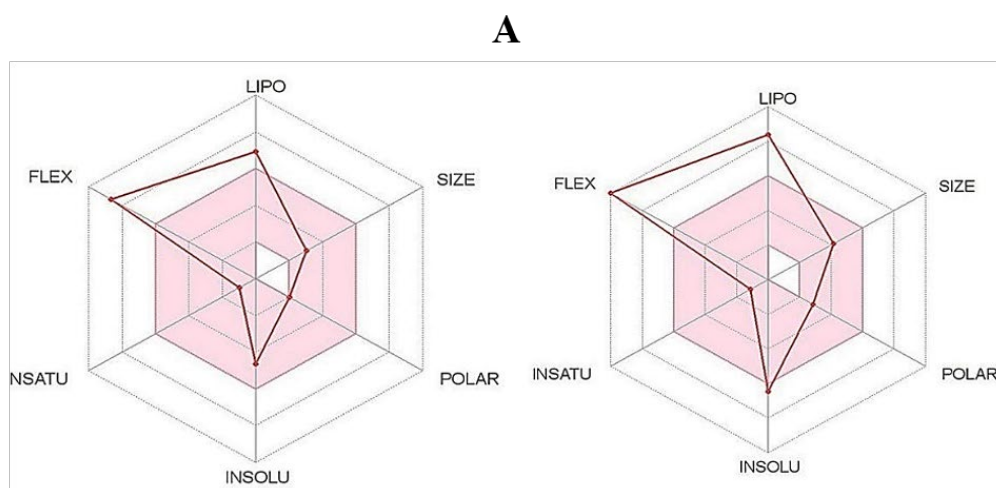 A
LIPO
FLEX
SIZE
NSATU
POLAR
INSOLU
LIPO
FLEX
SIZE
INSATU
POLAR
INSOLU